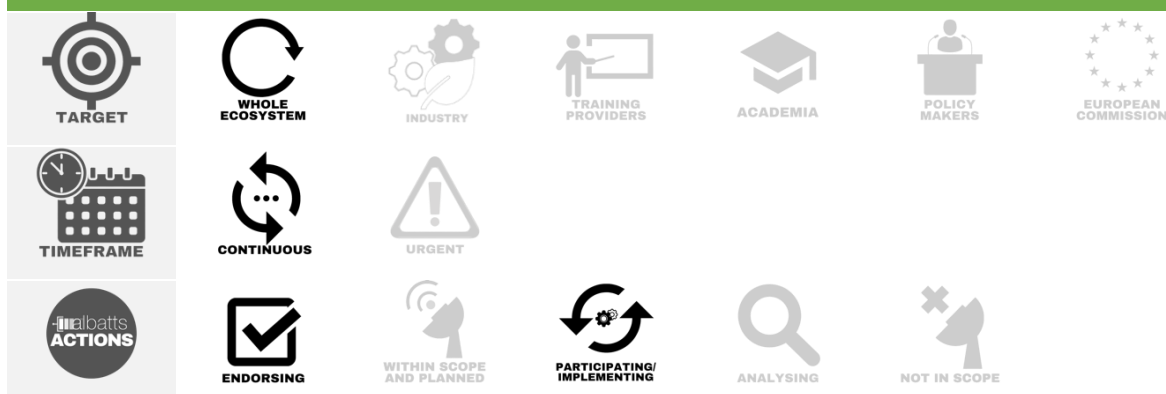 TARGET
WHOLE
ECOSYSTEM
INDUSTRY
TRAINING
PROVIDERS
ACADEMIA
POLICY
MAKERS
EUROPEAN
COMMISSION
TIMEFRAME
CONTINUOUS
URGENT
albatts
ACTIONS
ENDORSING
WITHIN SCOPE
AND PLANNED
PARTICIPATING/
IMPLEMENTING
ANALYSING
NOT IN SCOPE